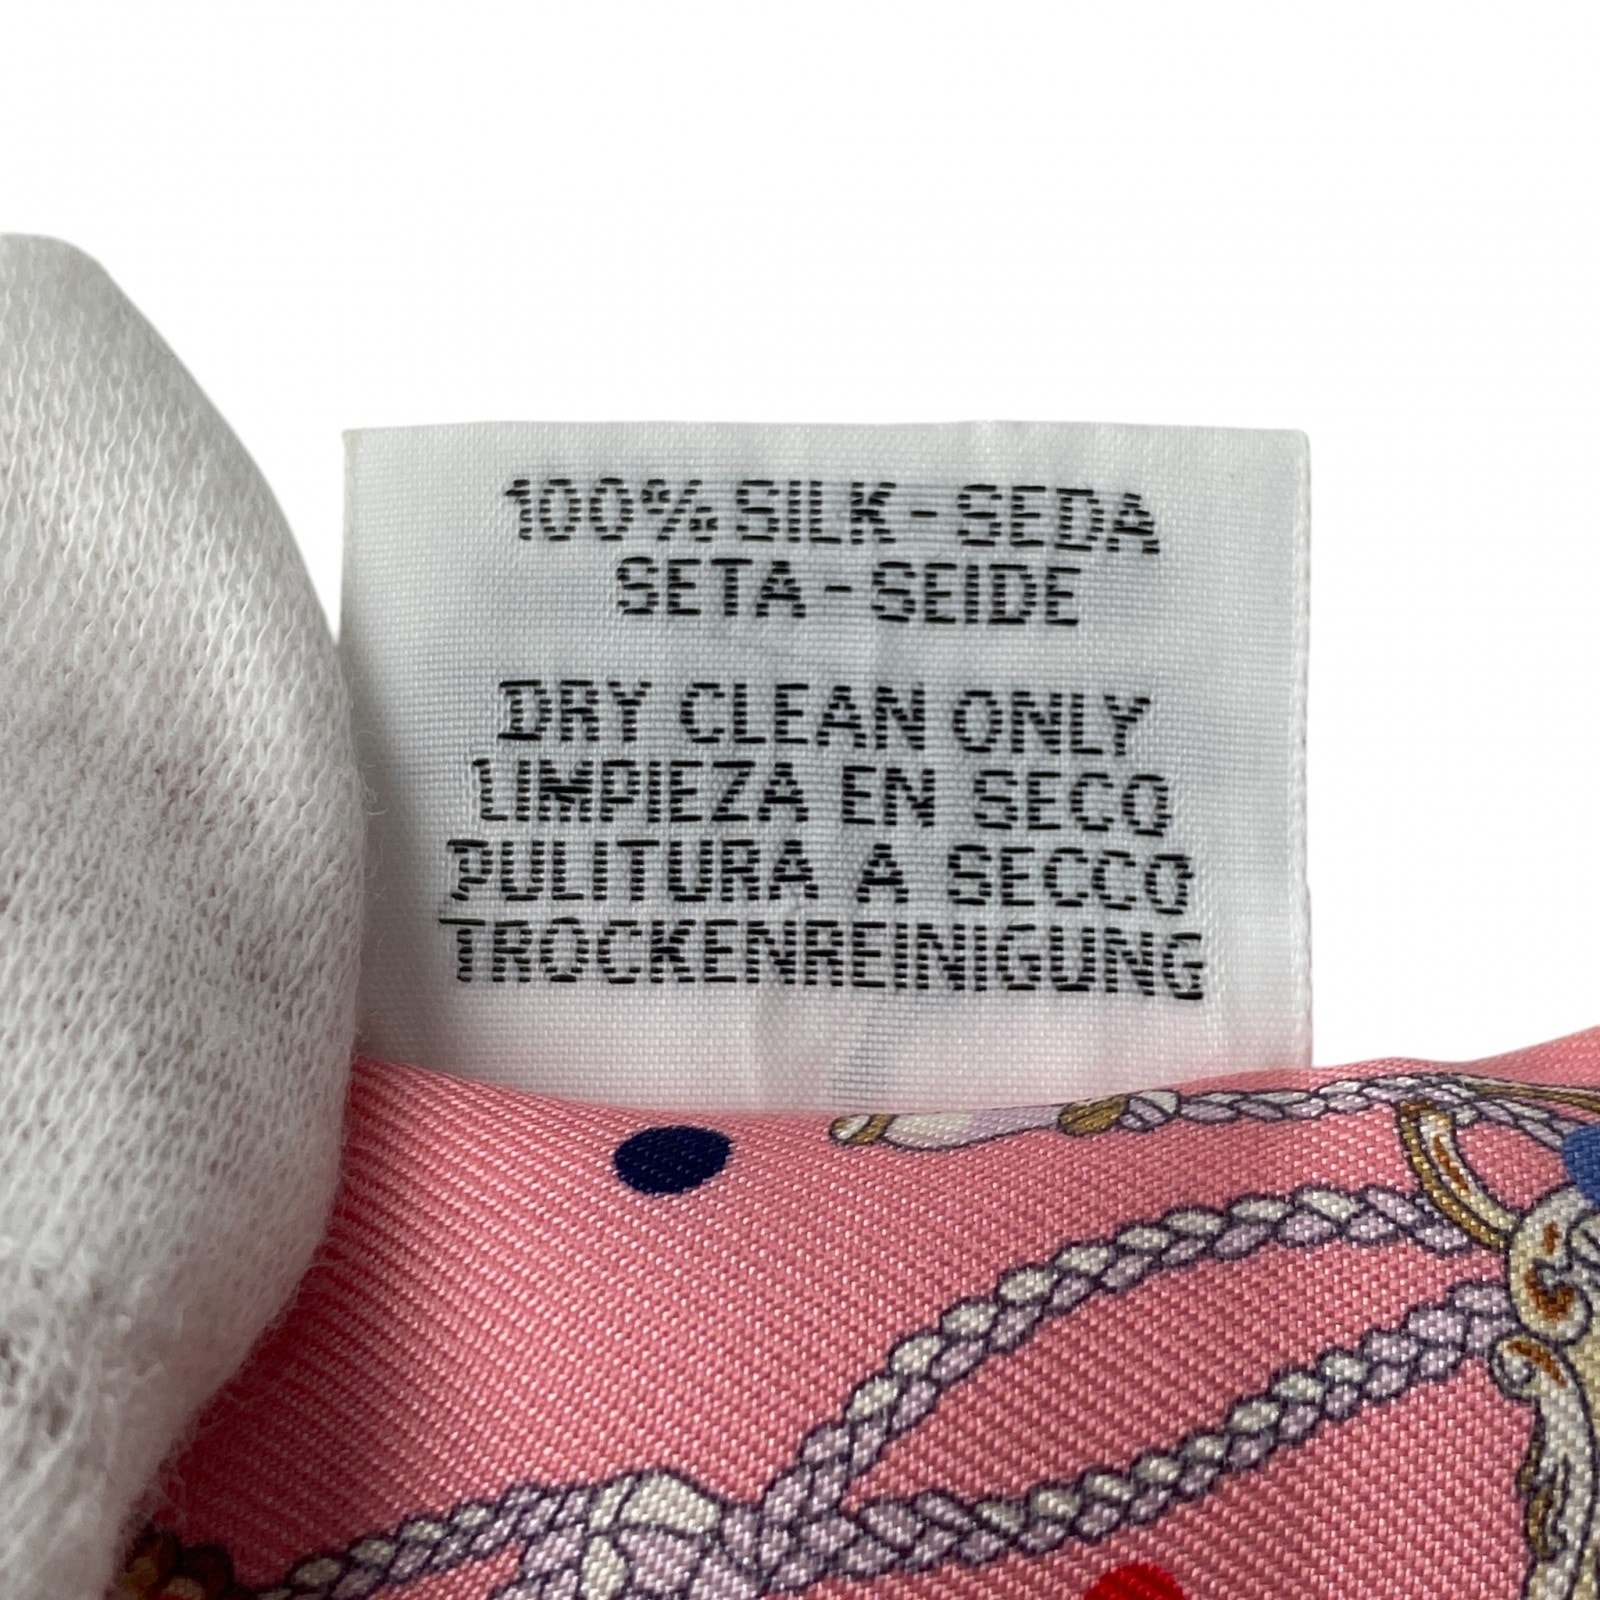 100% SILK - SEDA
SETA - SEIDE
DRY CLEAN ONLY
LIMPIEZA EN SECO
PULITURA A SECCO
TROCKENREINIGUNG